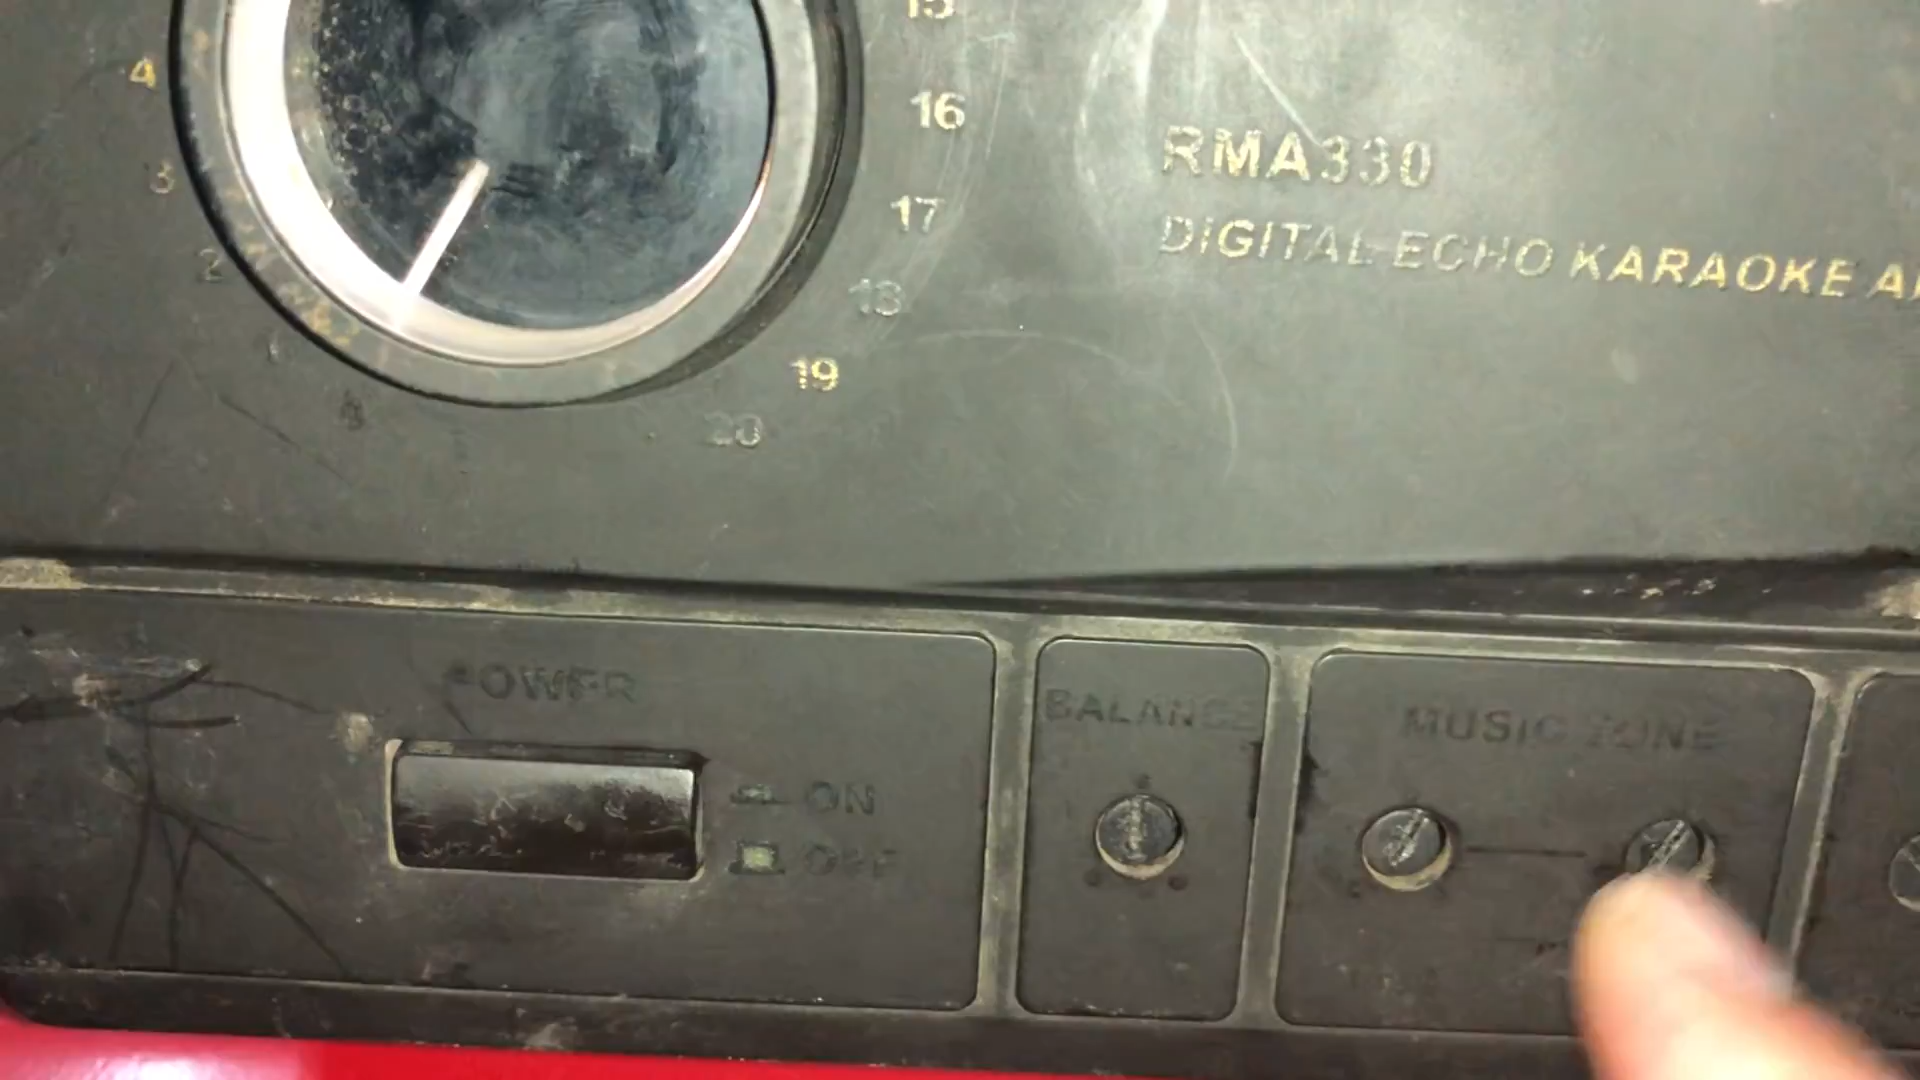 15
4
16
RMA330
3
17
DIGITAL ECHO KARAOKE
2
18
1
19
20
POWER
BALANCE
MUSIC TONE
ON
OFF